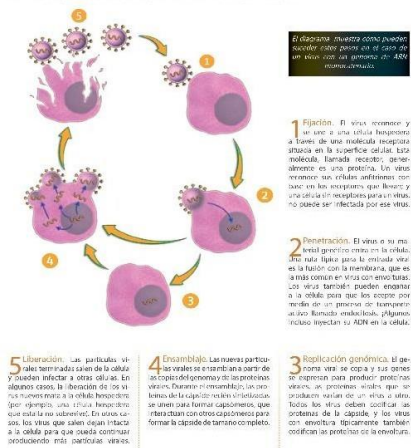 5
1
2
3
4
El diagrama muestra cómo pueden
suceder estos pasos en el caso de
un virus con un genoma de ARN
monocatenario.
1 Fijación. El virus reconoce y
se une a una célula hospedera
a través de una molécula receptora
situada en la superficie celular. Esta
molécula, llamada receptor, gener-
almente es una proteína. Un virus
reconoce sus células anfitrionas con
base en los receptores que llevan; y
una célula sin receptores para un virus,
no puede ser infectada por ese virus.
2 Penetración. El virus o su ma-
terial genético entra en la célula.
Una ruta típica para la entrada viral
es la fusión con la membrana, que es
la más común en virus con envolturas.
Los virus también pueden engañar
a la célula para que los acepte por
medio de un proceso de transporte
activo llamado endocitosis. ¡Algunos
incluso inyectan su ADN en la célula.
3 Replicación genómica. El ge-
noma viral se copia y sus genes
se expresan para producir proteínas
virales. as proteínas virales que se
producen varían de un virus a otro.
Todos los virus deben codificar las
proteínas de la cápside, y los virus
con envoltura típicamente también
codifican las proteínas de la envoltura.
4 Ensamblaje. Las nuevas partícu-
las virales se ensamblan a partir de
las copias del genoma y de las proteínas
virales. Durante el ensamblaje, las pro-
teínas de la cápside recién sintetizadas
se unen para formar capsómeros, que
interactúan con otros capsómeros para
formar la cápside de tamaño completo.
5 Liberación. Las partículas vi-
rales terminadas salen de la célula
y pueden infectar a otras células. En
algunos casos, la liberación de los vi-
rus nuevos mata a la célula hospedera
(por ejemplo, una célula hospedera
que estalla no sobrevive). En otros ca-
sos, los virus que salen dejan intacta
a la célula para que pueda continuar
produciendo más partículas virales.